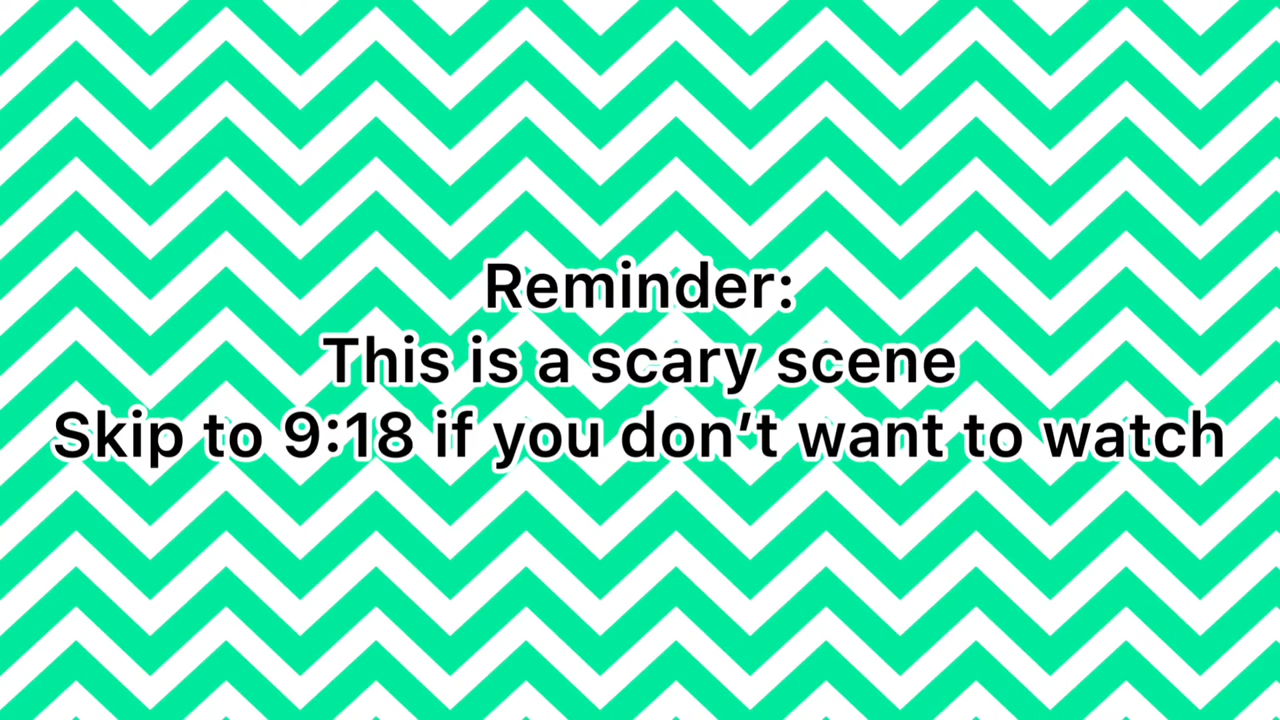 Reminder:
This is a scary scene
Skip to 9:18 if you don’t want to watch